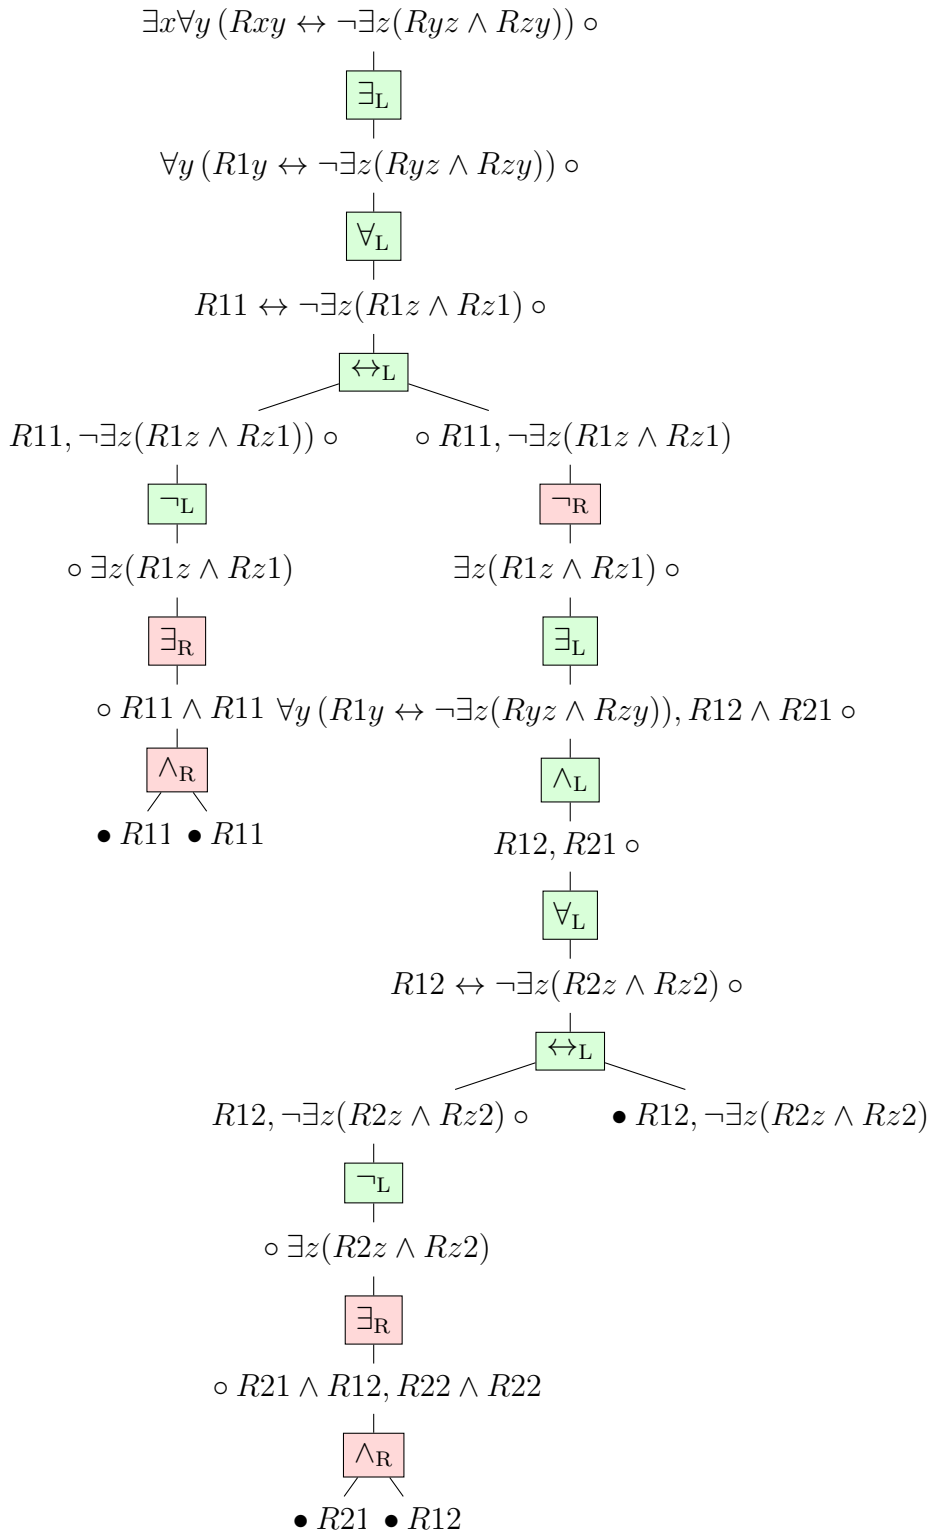 ∃x∀y (Rxy ↔ ¬∃z(Ryz ∧ Rzy)) ∘
∃L
∀y (R1y ↔ ¬∃z(Ryz ∧ Rzy)) ∘
∀L
R11 ↔ ¬∃z(R1z ∧ Rz1) ∘
↔L
R11, ¬∃z(R1z ∧ Rz1)) ∘
∘ R11, ¬∃z(R1z ∧ Rz1)
¬L
¬R
∘ ∃z(R1z ∧ Rz1)
∃z(R1z ∧ Rz1) ∘
∃R
∃L
∘ R11 ∧ R11
∀y (R1y ↔ ¬∃z(Ryz ∧ Rzy)), R12 ∧ R21 ∘
∧R
∧L
• R11
• R11
R12, R21 ∘
∀L
R12 ↔ ¬∃z(R2z ∧ Rz2) ∘
↔L
R12, ¬∃z(R2z ∧ Rz2) ∘
• R12, ¬∃z(R2z ∧ Rz2)
¬L
∘ ∃z(R2z ∧ Rz2)
∃R
∘ R21 ∧ R12, R22 ∧ R22
∧R
• R21
• R12